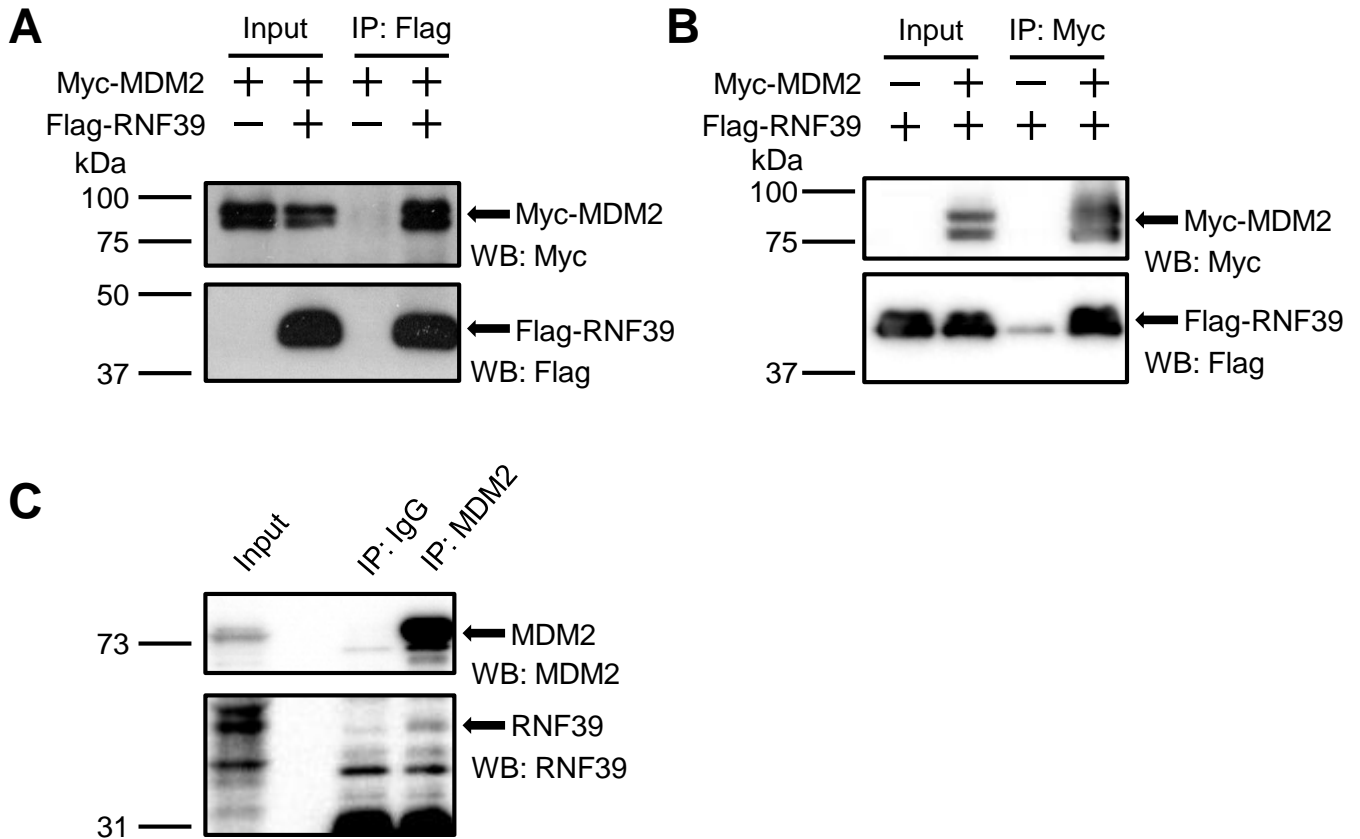 A
Input IP: Flag
Myc-MDM2 + + + +
Flag-RNF39 − + − +
kDa
100
75
Myc-MDM2
WB: Myc
50
37
Flag-RNF39
WB: Flag
B
Input IP: Myc
Myc-MDM2 − + − +
Flag-RNF39 + + + +
kDa
100
75
Myc-MDM2
WB: Myc
37
Flag-RNF39
WB: Flag
C
Input IP: IgG IP: MDM2
73
MDM2
WB: MDM2
RNF39
WB: RNF39
31